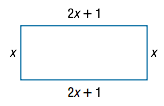 2x + 1
x
x
2x + 1